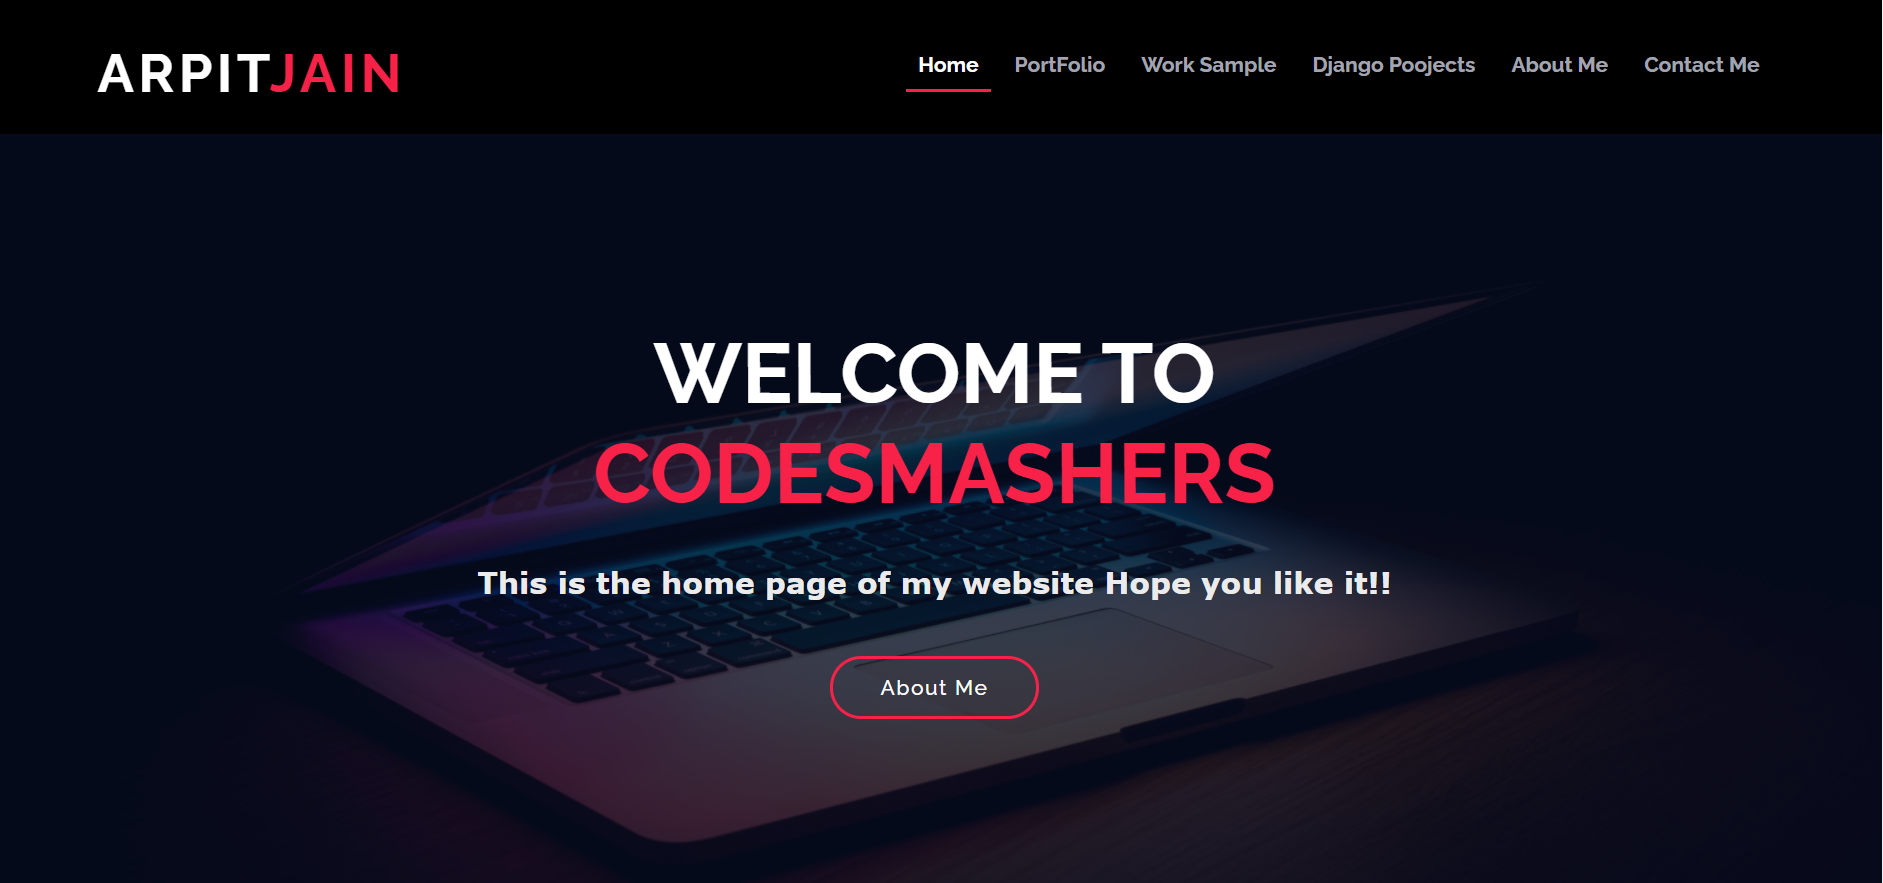 ARPITJAIN
Home PortFolio Work Sample Django Poojects About Me Contact Me
WELCOME TO
CODESMASHERS
This is the home page of my website Hope you like it!!
About Me